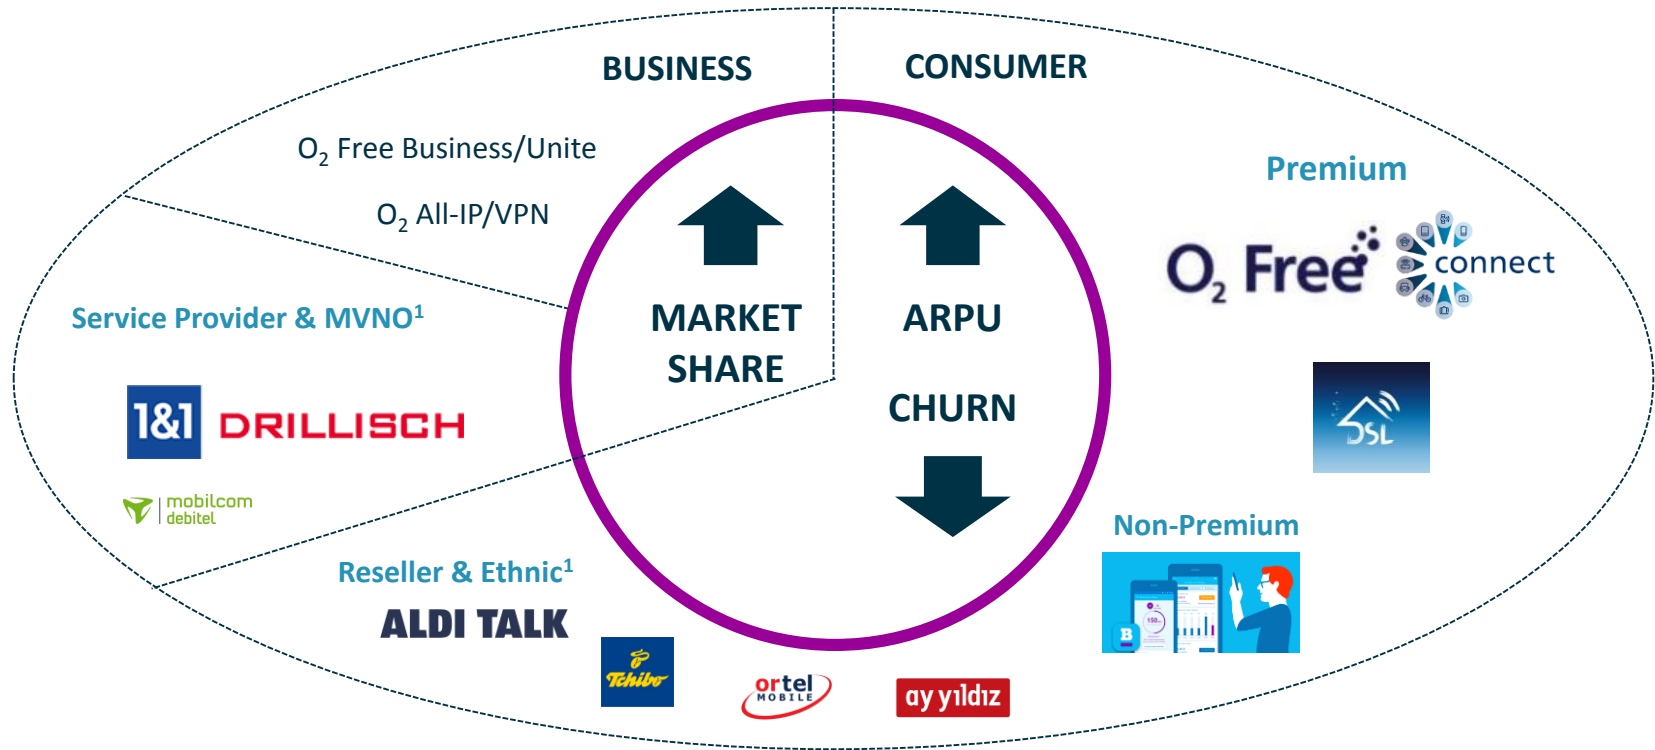 BUSINESS
CONSUMER
O2 Free Business/Unite
O2 All-IP/VPN
Service Provider & MVNO1
1&1 DRILLISCH
mobilcom
debitel
MARKET
SHARE
ARPU
CHURN
Premium
O2 Free
connect
DSL
Non-Premium
B
Reseller & Ethnic1
ALDI TALK
Tchibo
ortel
MOBILE
ay yıldız